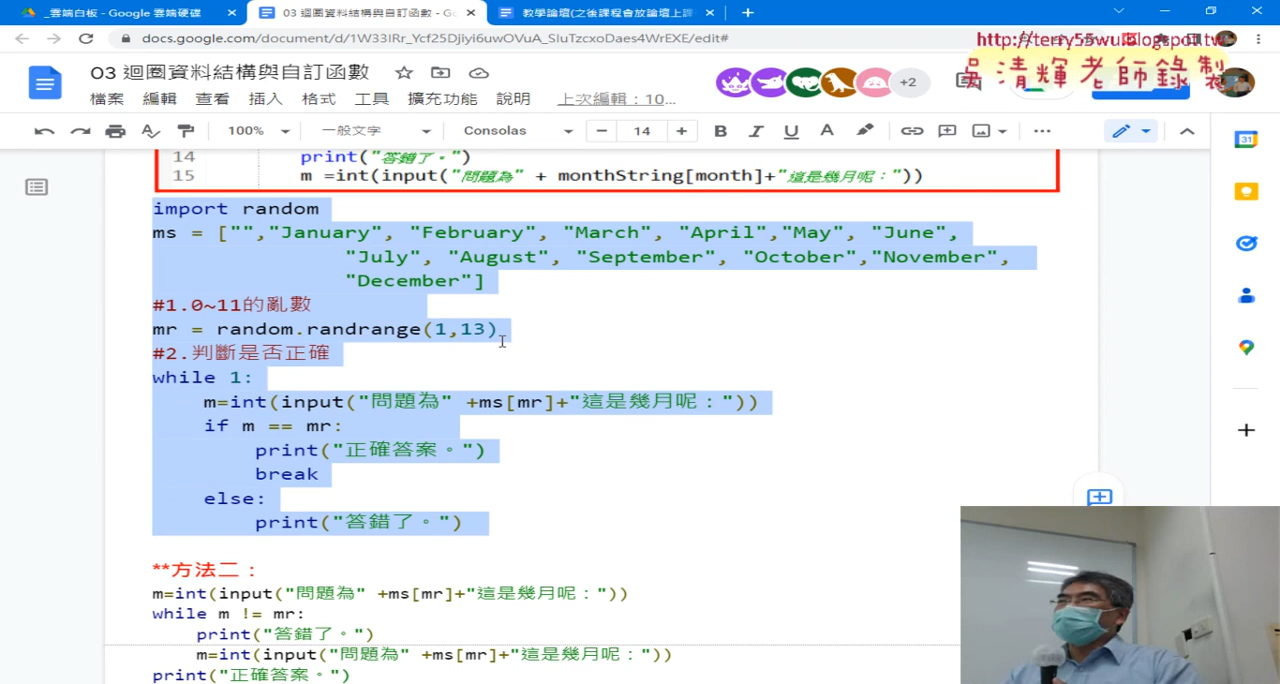 _雲端白板 - Google 雲端硬碟
03 迴圈資料結構與自訂函數 - Go
教學論壇(之後課程會放論壇上課
docs.google.com/document/d/1W33IRr_Ycf25Djiyi6uwOVuA_SIuTzcxoDaes4WrEXE/edit#
http://terry55wu.blogspot.tw
吳清輝老師錄製
03 迴圈資料結構與自訂函數
檔案 編輯 查看 插入 格式 工具 擴充功能 說明 上次編輯：10...
+2
100% 一般文字 Consolas 14 B I U A
14 print("答錯了。")
15 m =int(input("問題為" + monthString[month]+"這是幾月呢："))
import random
ms = ["","January", "February", "March", "April","May", "June",
"July", "August", "September", "October","November",
"December"]
#1.0~11的亂數
mr = random.randrange(1,13)
#2.判斷是否正確
while 1:
m=int(input("問題為" +ms[mr]+"這是幾月呢："))
if m == mr:
print("正確答案。")
break
else:
print("答錯了。")
**方法二：
m=int(input("問題為" +ms[mr]+"這是幾月呢："))
while m != mr:
print("答錯了。")
m=int(input("問題為" +ms[mr]+"這是幾月呢："))
print("正確答案。")
31